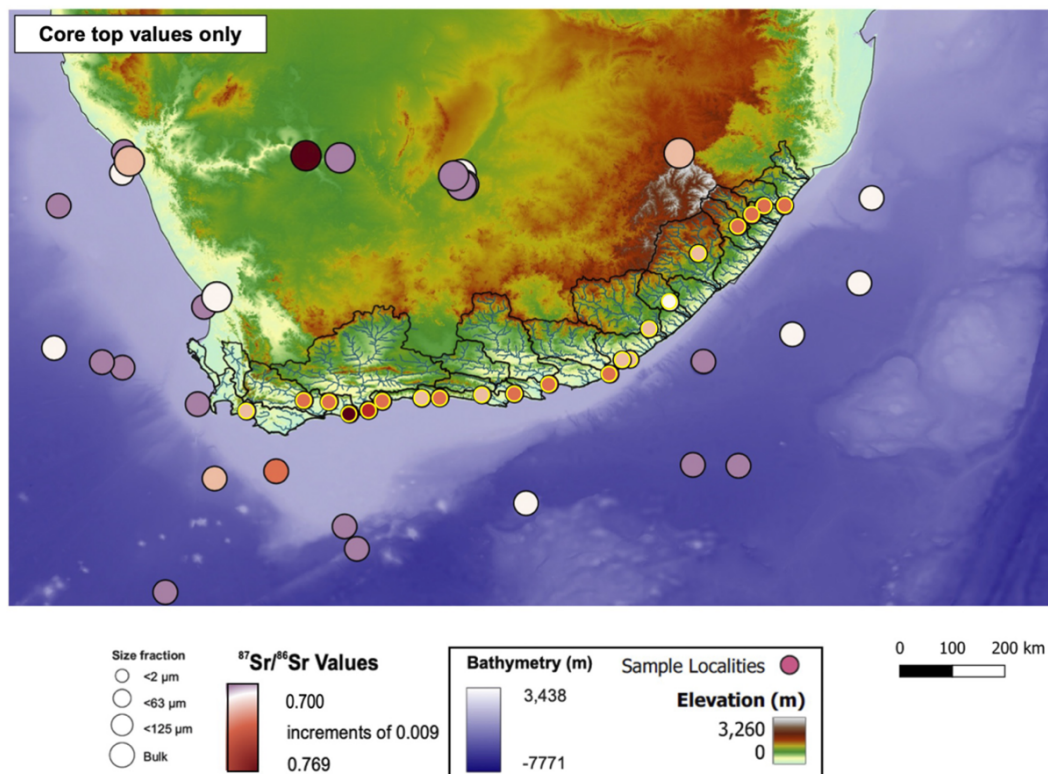 Core top values only
Size fraction
<2 µm
<63 µm
<125 µm
Bulk
⁸⁷Sr/⁸⁶Sr Values
0.700
increments of 0.009
0.769
Bathymetry (m)
3,438
-7771
Sample Localities
Elevation (m)
3,260
0
0 100 200 km